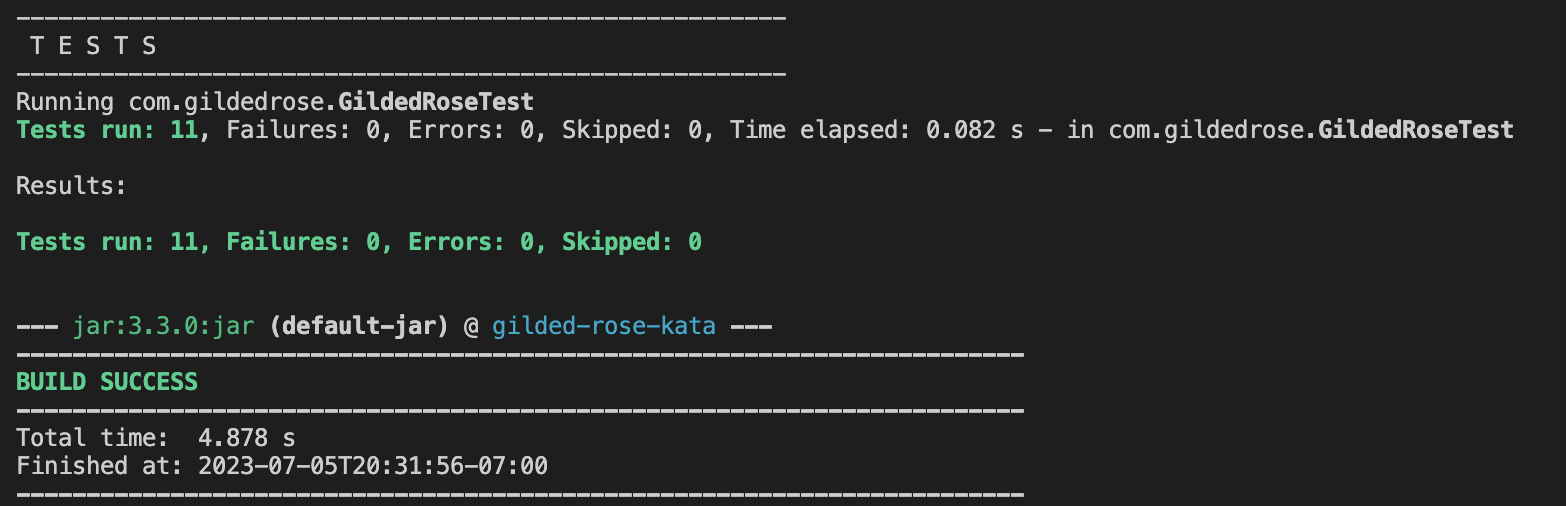 -------------------------------------------------------
 T E S T S
-------------------------------------------------------
Running com.gildedrose.GildedRoseTest
Tests run: 11, Failures: 0, Errors: 0, Skipped: 0, Time elapsed: 0.082 s - in com.gildedrose.GildedRoseTest

Results:

Tests run: 11, Failures: 0, Errors: 0, Skipped: 0


--- jar:3.3.0:jar (default-jar) @ gilded-rose-kata ---
------------------------------------------------------------------------
BUILD SUCCESS
------------------------------------------------------------------------
Total time:  4.878 s
Finished at: 2023-07-05T20:31:56-07:00
------------------------------------------------------------------------